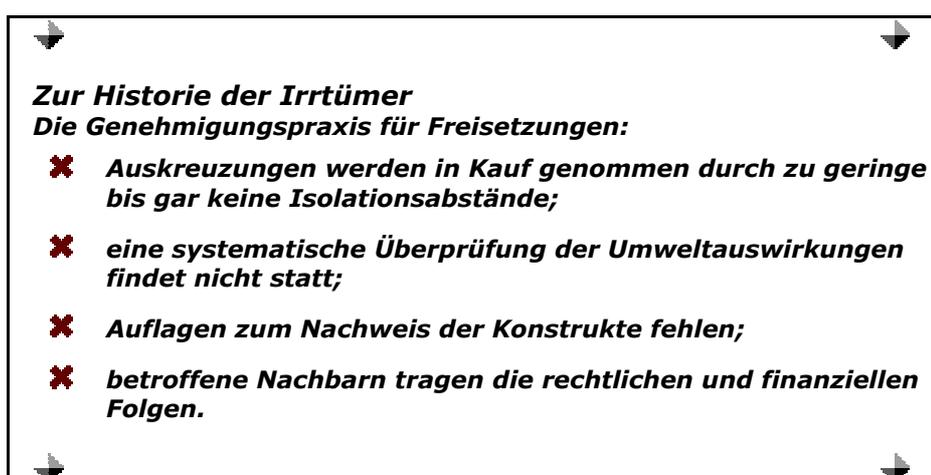 Zur Historie der Irrtümer
Die Genehmigungspraxis für Freisetzungen:
Auskreuzungen werden in Kauf genommen durch zu geringe
bis gar keine Isolationsabstände;
eine systematische Überprüfung der Umweltauswirkungen
findet nicht statt;
Auflagen zum Nachweis der Konstrukte fehlen;
betroffene Nachbarn tragen die rechtlichen und finanziellen
Folgen.